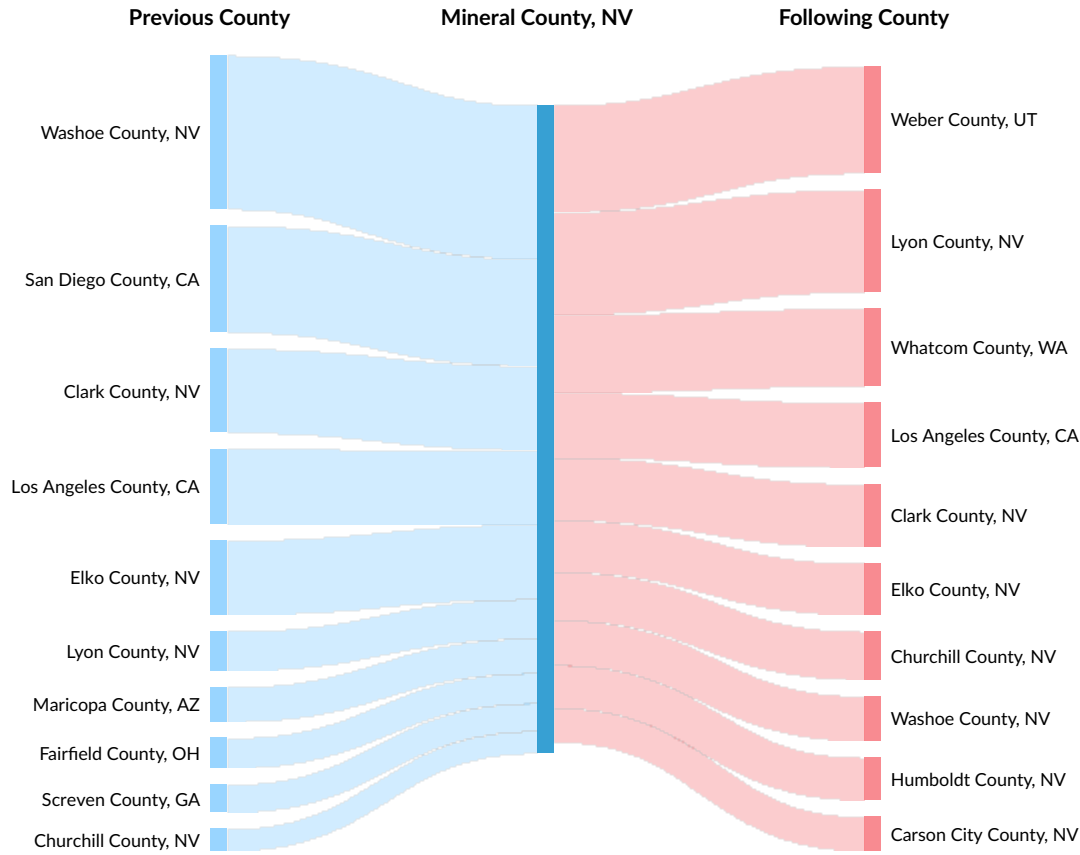 Previous County
Mineral County, NV
Following County
Washoe County, NV
San Diego County, CA
Clark County, NV
Los Angeles County, CA
Elko County, NV
Lyon County, NV
Maricopa County, AZ
Fairfield County, OH
Screven County, GA
Churchill County, NV
Weber County, UT
Lyon County, NV
Whatcom County, WA
Los Angeles County, CA
Clark County, NV
Elko County, NV
Churchill County, NV
Washoe County, NV
Humboldt County, NV
Carson City County, NV